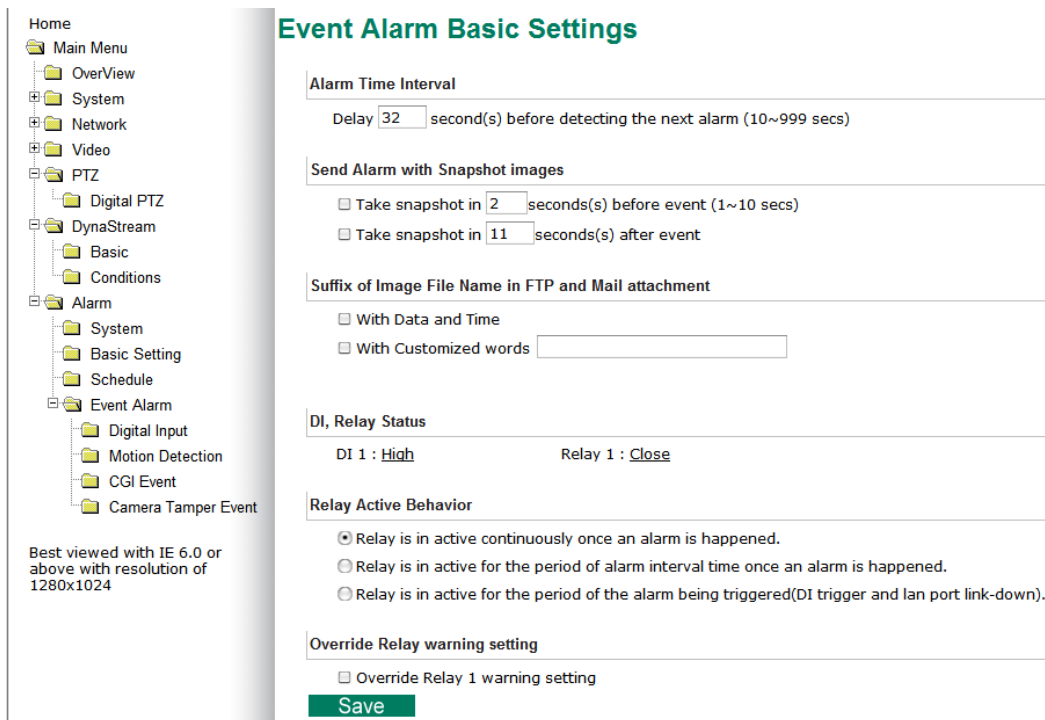 Home
Main Menu
OverView
System
Network
Video
PTZ
Digital PTZ
DynaStream
Basic
Conditions
Alarm
System
Basic Setting
Schedule
Event Alarm
Digital Input
Motion Detection
CGI Event
Camera Tamper Event
Best viewed with IE 6.0 or
above with resolution of
1280x1024
Event Alarm Basic Settings
Alarm Time Interval
Delay 32 second(s) before detecting the next alarm (10~999 secs)
Send Alarm with Snapshot images
Take snapshot in 2 seconds(s) before event (1~10 secs)
Take snapshot in 11 seconds(s) after event
Suffix of Image File Name in FTP and Mail attachment
With Data and Time
With Customized words
DI, Relay Status
DI 1 : High Relay 1 : Close
Relay Active Behavior
Relay is in active continuously once an alarm is happened.
Relay is in active for the period of alarm interval time once an alarm is happened.
Relay is in active for the period of the alarm being triggered(DI trigger and lan port link-down).
Override Relay warning setting
Override Relay 1 warning setting
Save